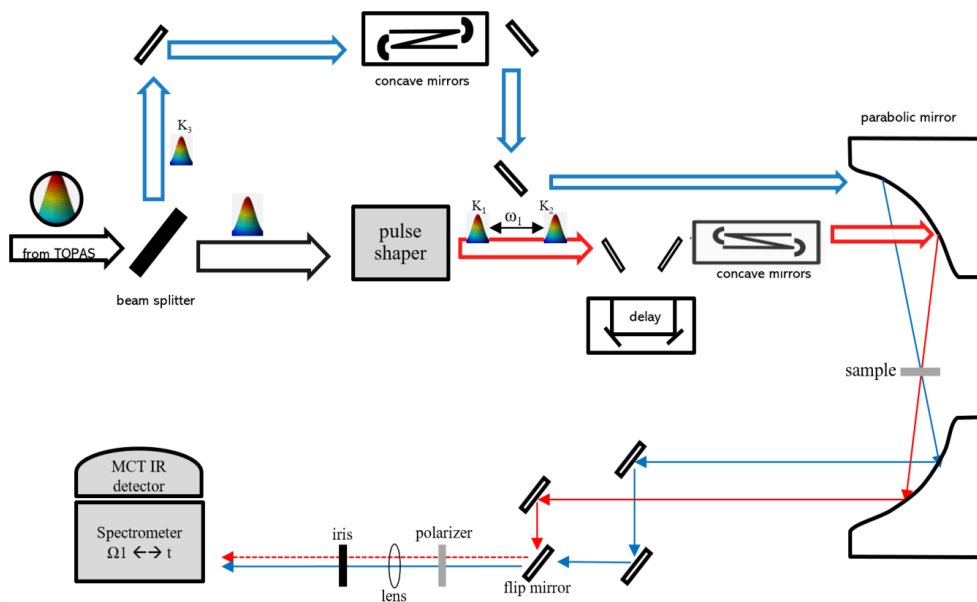 concave mirrors
parabolic mirror
K₃
from TOPAS
beam splitter
pulse
shaper
K₁
ω₁
K₂
concave mirrors
delay
sample
MCT IR
detector
Spectrometer
Ω1 ←→ t
iris
polarizer
lens
flip mirror